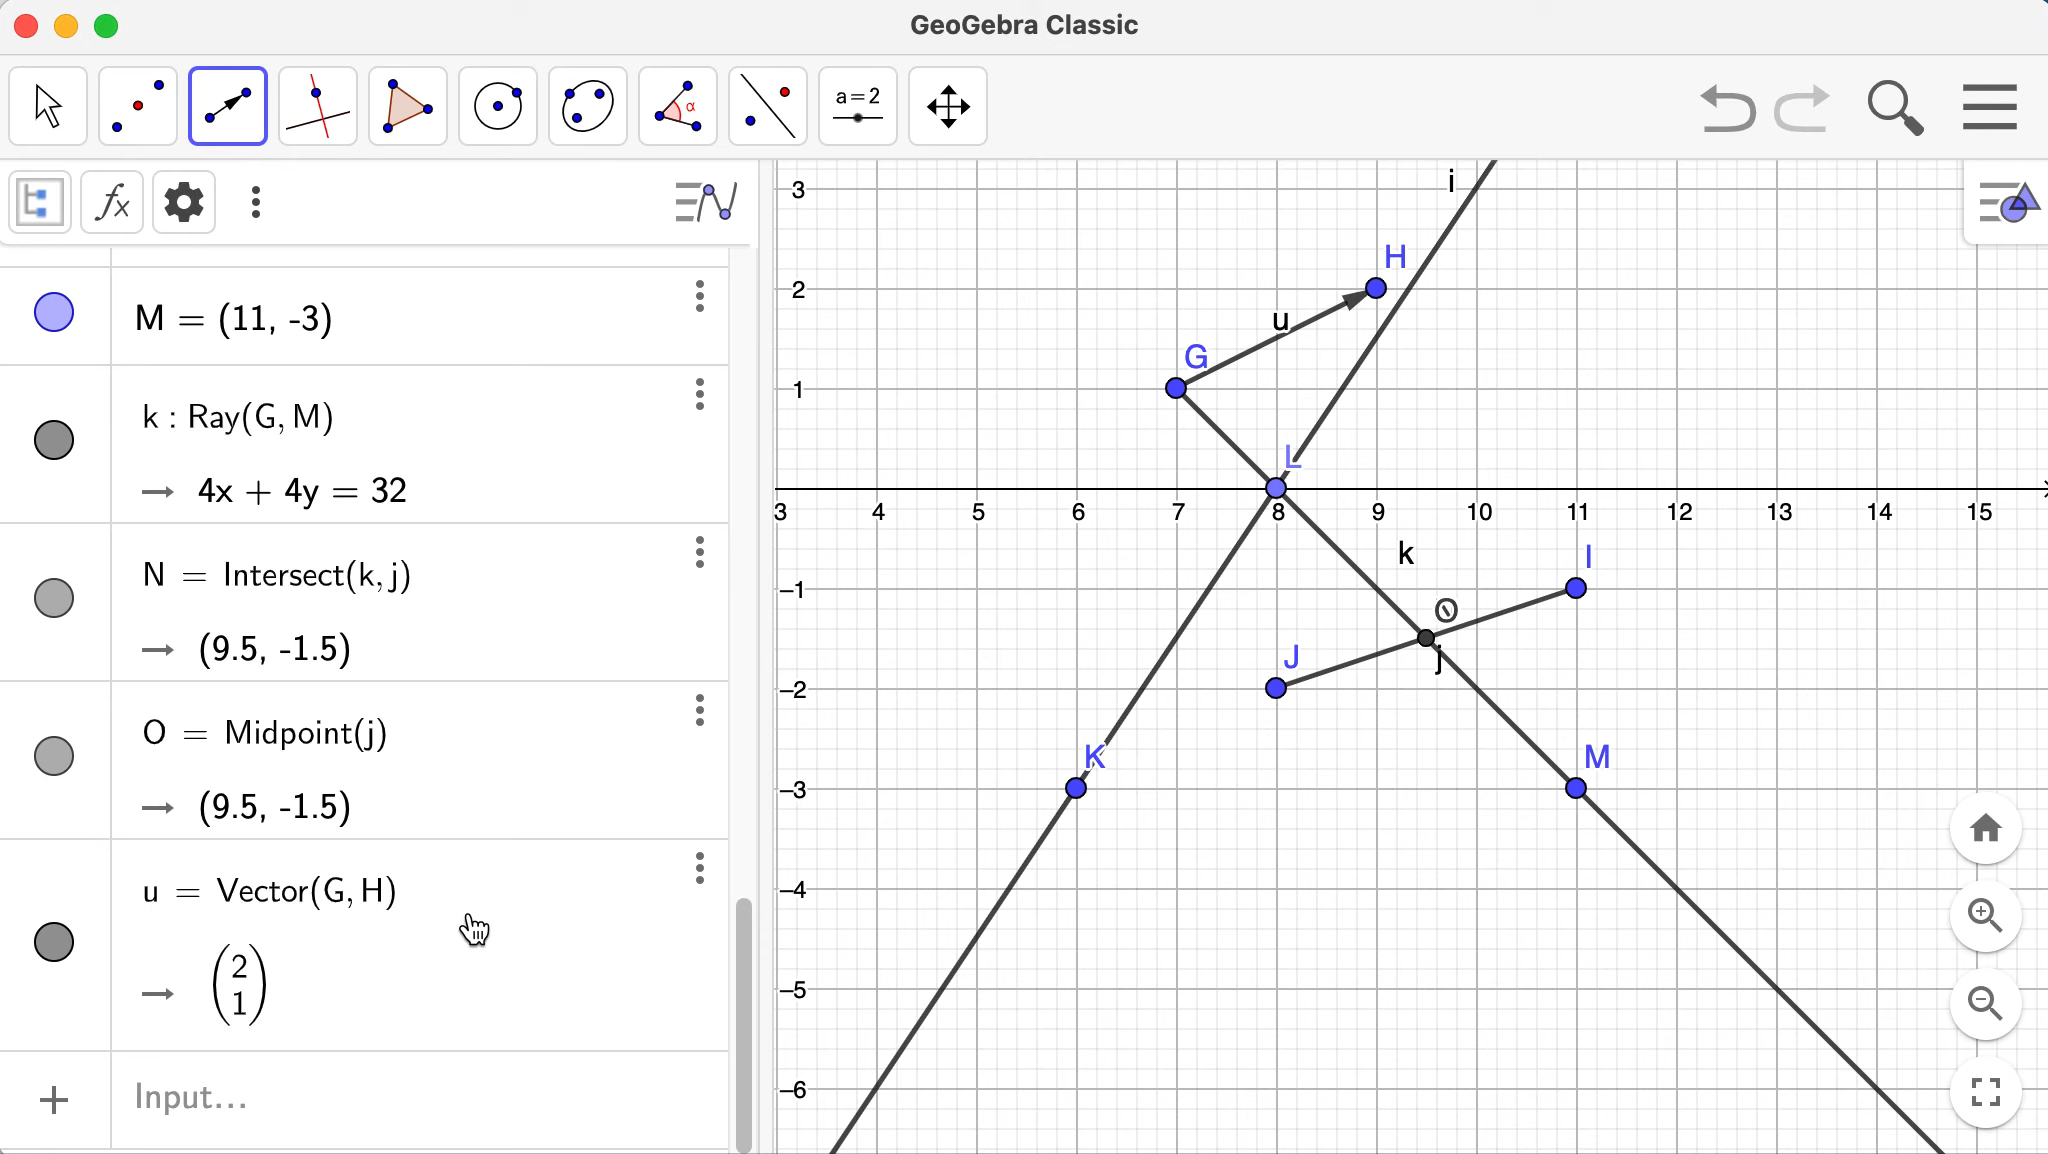 GeoGebra Classic
α
a=2
fx
M = (11, -3)
k : Ray(G, M)
→ 4x + 4y = 32
N = Intersect(k, j)
→ (9.5, -1.5)
O = Midpoint(j)
→ (9.5, -1.5)
u = Vector(G, H)
→ (2
1)
+ Input…
i
3
H
2
u
G
1
L
3 4 5 6 7 8 9 10 11 12 13 14 15
k
I
–1
J
j
–2
K
M
–3
–4
–5
–6